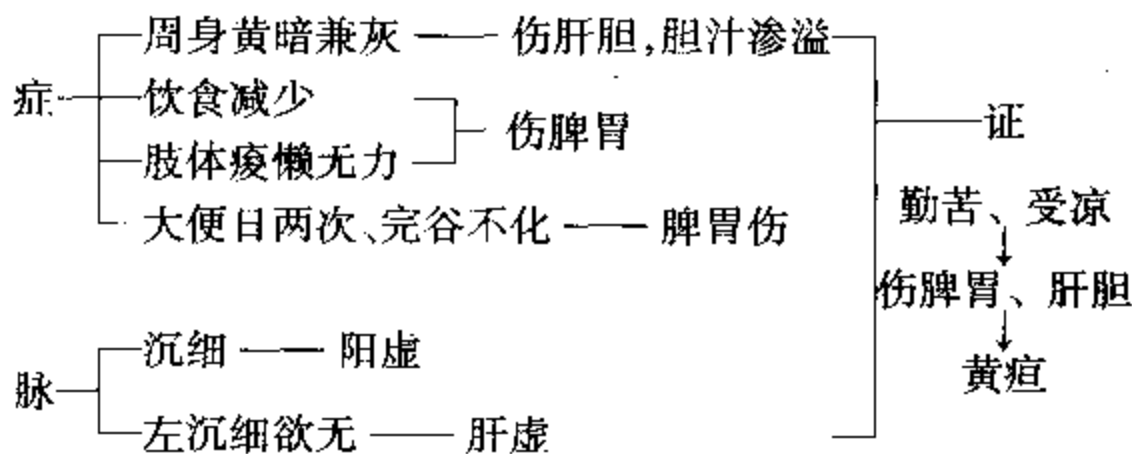 周身黄暗兼灰 伤肝胆,胆汁渗溢
症 饮食减少
伤脾胃 证
肢体痠懒无力
大便日两次、完谷不化 脾胃伤 勤苦、受凉
伤脾胃、肝胆
沉细 阳虚
脉 黄疸
左沉细欲无 肝虚